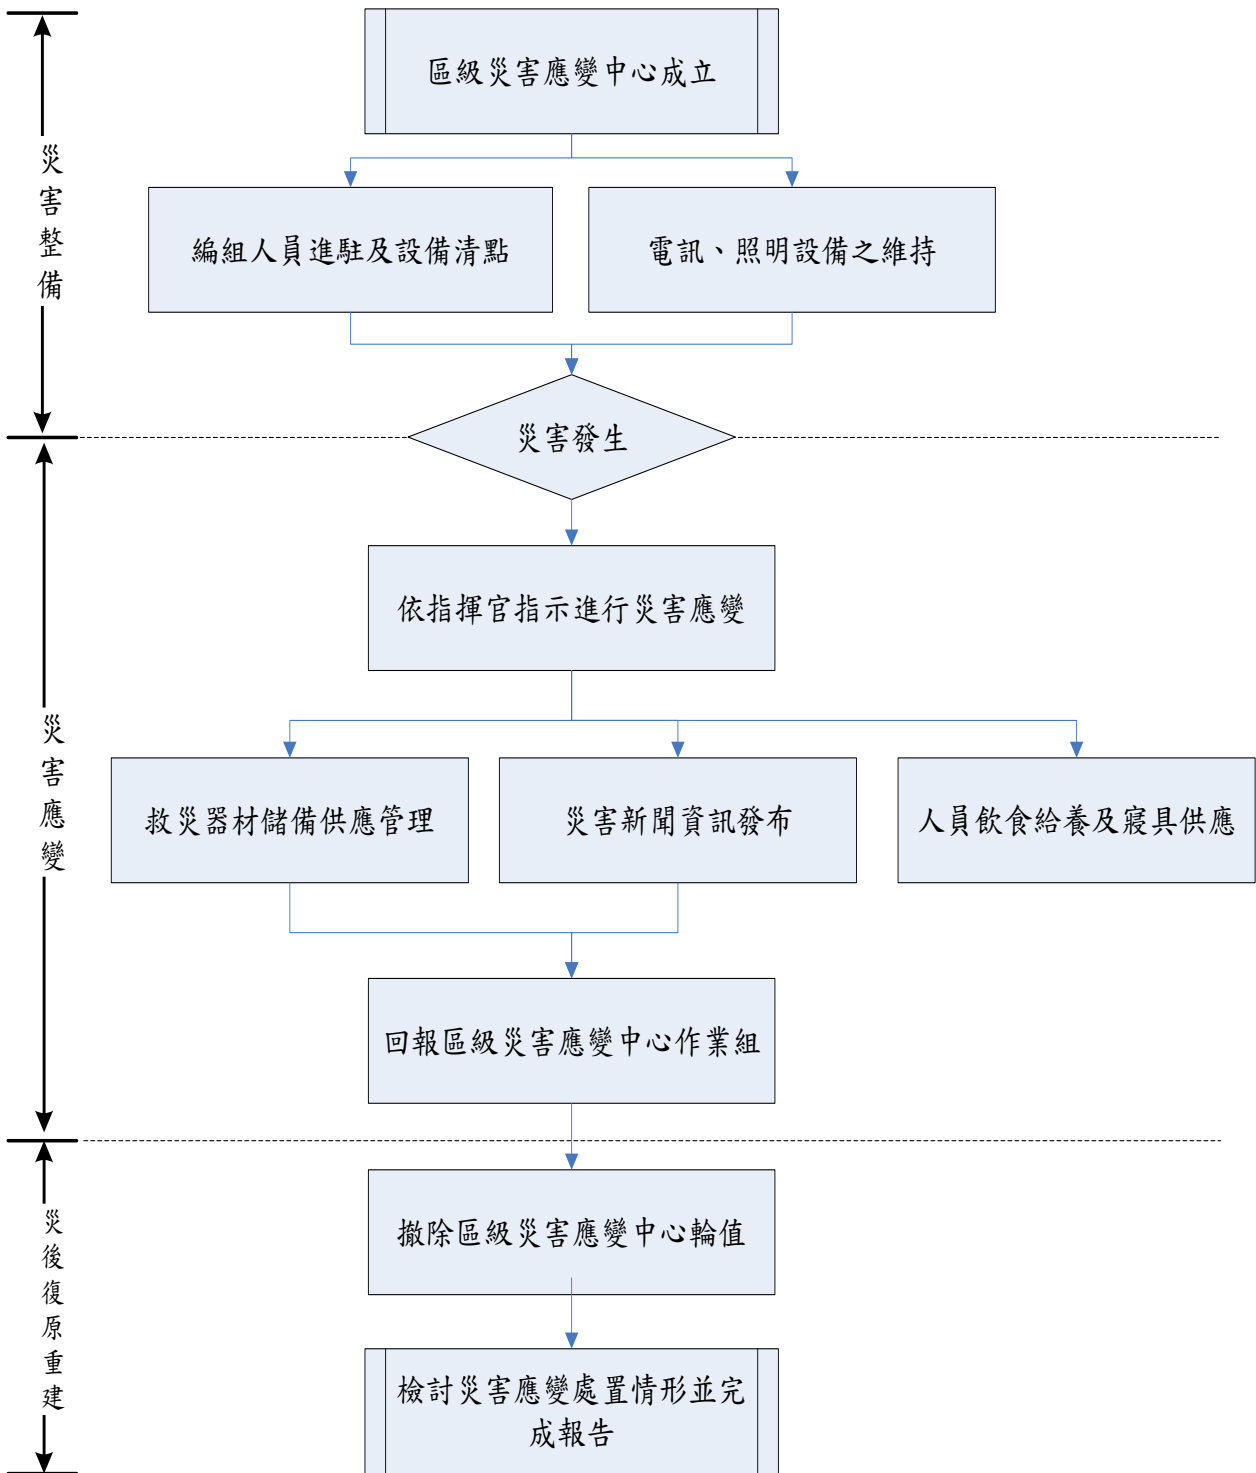 區級災害應變中心成立
災害整備
編組人員進駐及設備清點
電訊、照明設備之維持
災害發生
依指揮官指示進行災害應變
災害應變
救災器材儲備供應管理
災害新聞資訊發布
人員飲食給養及寢具供應
回報區級災害應變中心作業組
撤除區級災害應變中心輪值
災後復原重建
檢討災害應變處置情形並完
成報告